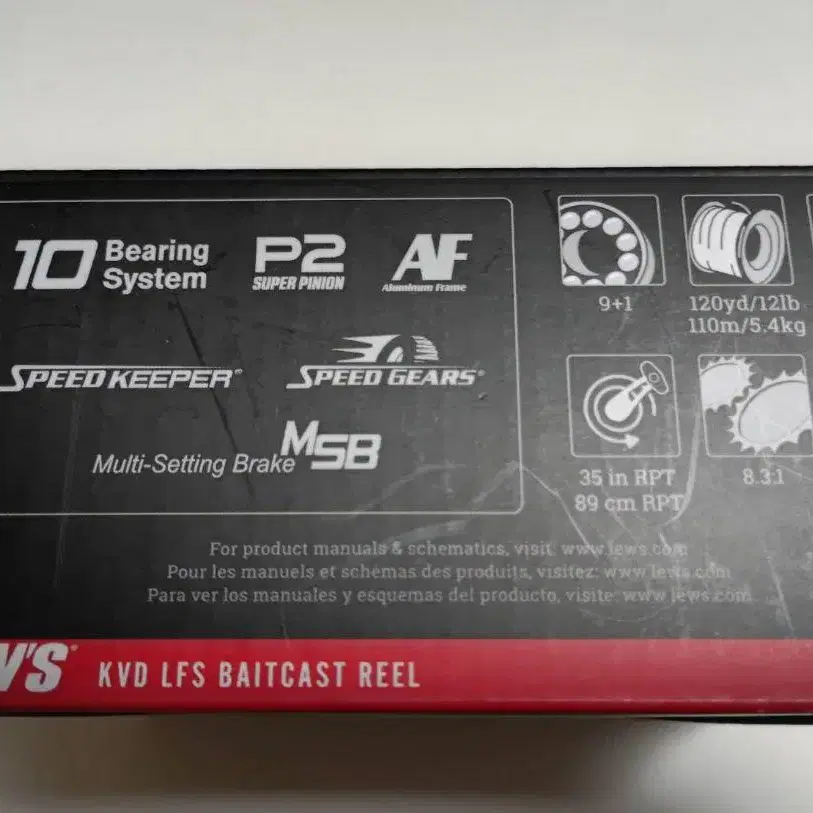 10 Bearing System
P2 SUPER PINION
AF Aluminum Frame
SPEED KEEPER®
SPEED GEARS®
Multi-Setting Brake MSB
9+1
120yd/12lb
110m/5.4kg
35 in RPT
89 cm RPT
8.3:1
For product manuals & schematics, visit: www.lews.com
Pour les manuels et schémas des produits, visitez: www.lews.com
Para ver los manuales y esquemas del producto, visite: www.lews.com
W'S® KVD LFS BAITCAST REEL